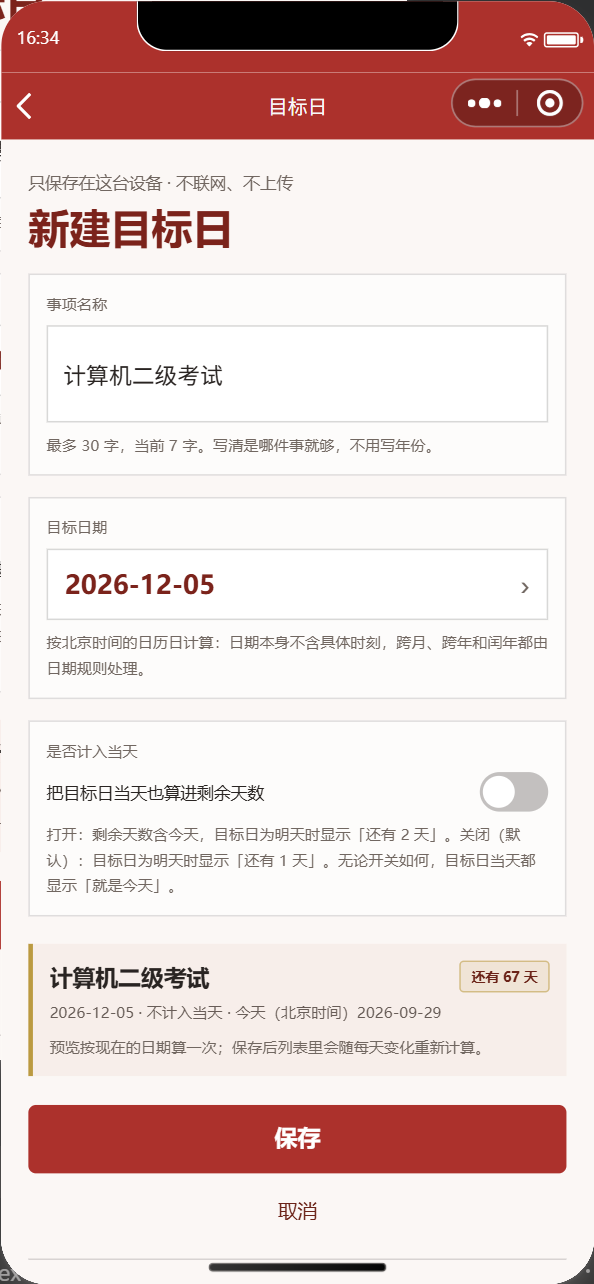 16:34
目标日
只保存在这台设备 · 不联网、不上传
新建目标日
事项名称
计算机二级考试
最多 30 字，当前 7 字。写清是哪件事就够，不用写年份。
目标日期
2026-12-05
按北京时间的日历日计算：日期本身不含具体时刻，跨月、跨年和闰年都由
日期规则处理。
是否计入当天
把目标日当天也算进剩余天数
打开：剩余天数含今天，目标日为明天时显示「还有 2 天」。关闭（默
认）：目标日为明天时显示「还有 1 天」。无论开关如何，目标日当天都
显示「就是今天」。
计算机二级考试
还有 67 天
2026-12-05 · 不计入当天 · 今天（北京时间）2026-09-29
预览按现在的日期算一次；保存后列表里会随每天变化重新计算。
保存
取消